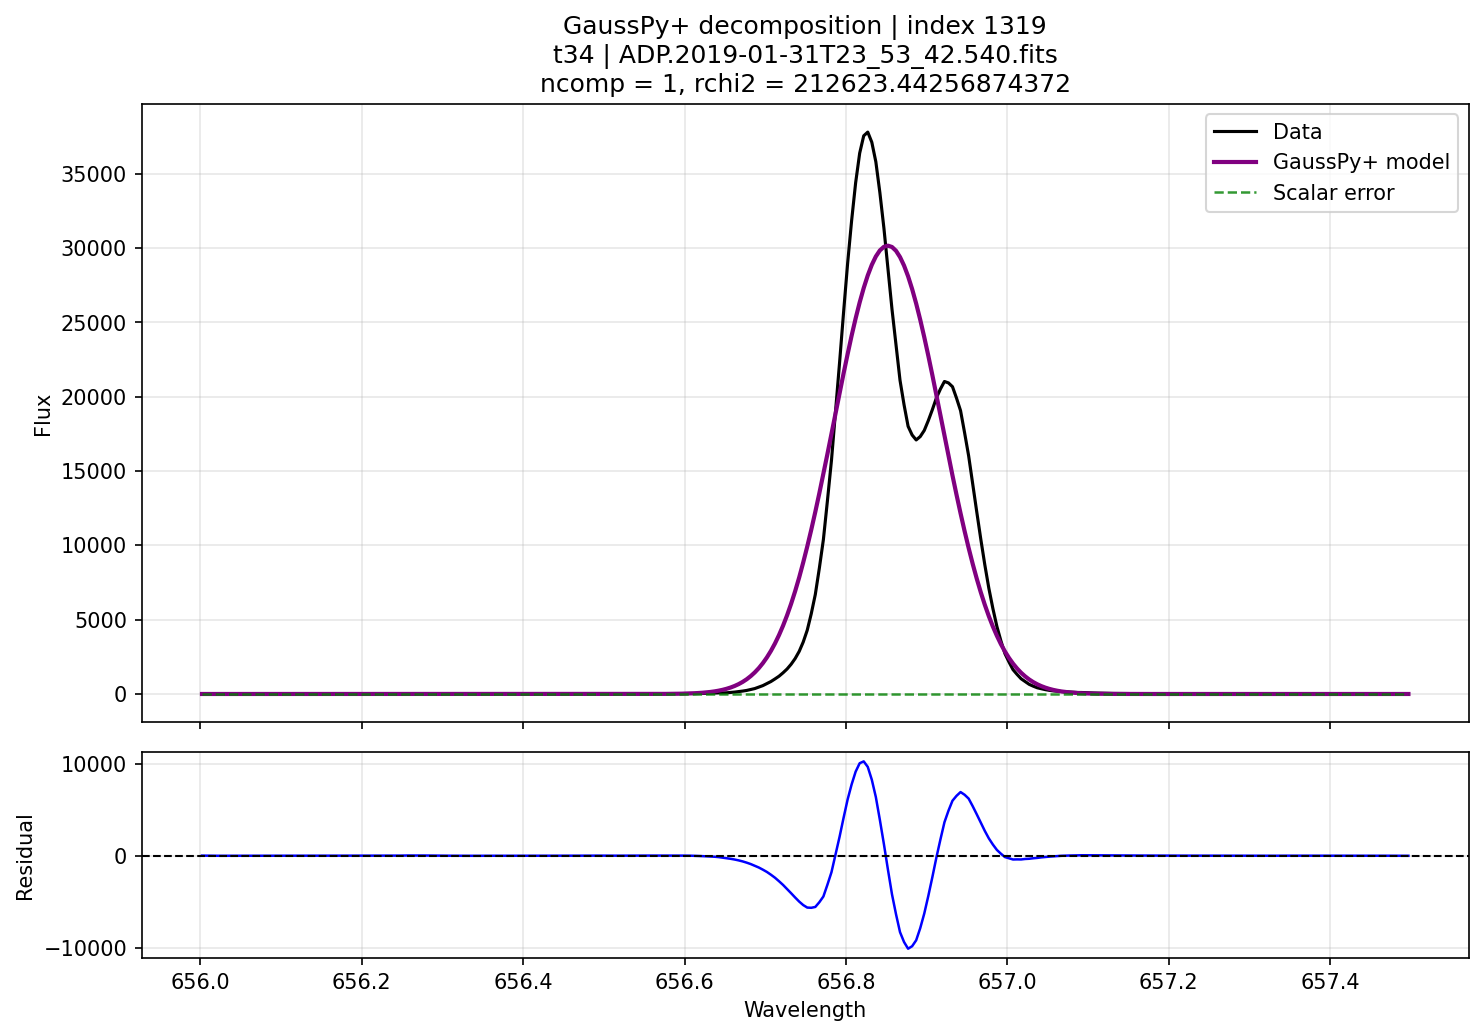 GaussPy+ decomposition | index 1319
t34 | ADP.2019-01-31T23_53_42.540.fits
ncomp = 1, rchi2 = 212623.44256874372
Data
GaussPy+ model
Scalar error
Flux
35000
30000
25000
20000
15000
10000
5000
0
Residual
10000
0
−10000
656.0
656.2
656.4
656.6
656.8
657.0
657.2
657.4
Wavelength